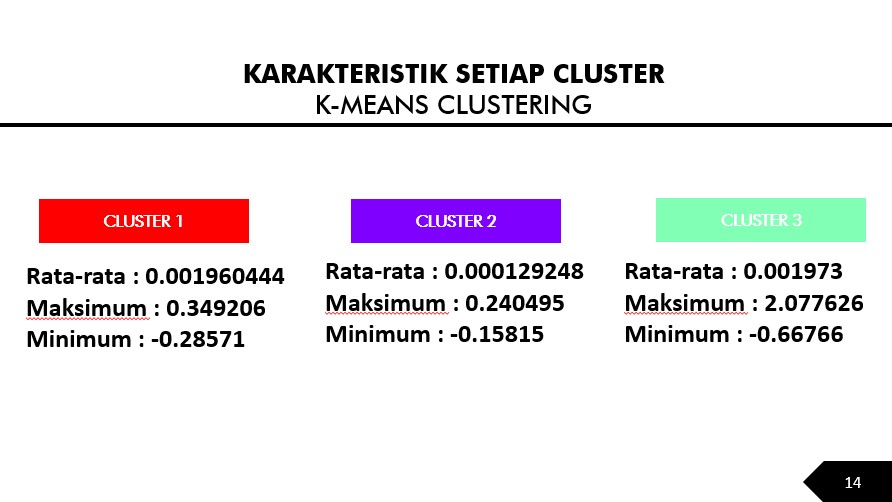 KARAKTERISTIK SETIAP CLUSTER
K-MEANS CLUSTERING
CLUSTER 1
Rata-rata : 0.001960444
Maksimum : 0.349206
Minimum : -0.28571
CLUSTER 2
Rata-rata : 0.000129248
Maksimum : 0.240495
Minimum : -0.15815
CLUSTER 3
Rata-rata : 0.001973
Maksimum : 2.077626
Minimum : -0.66766
14